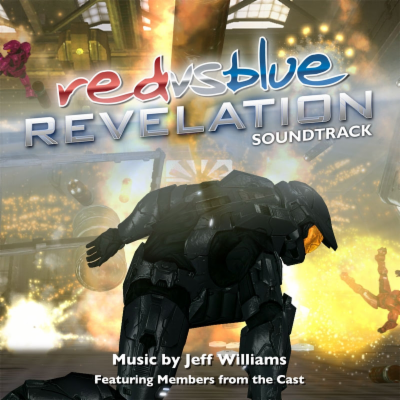 redvsblue
REVELATION
SOUNDTRACK
Music by Jeff Williams
Featuring Members from the Cast